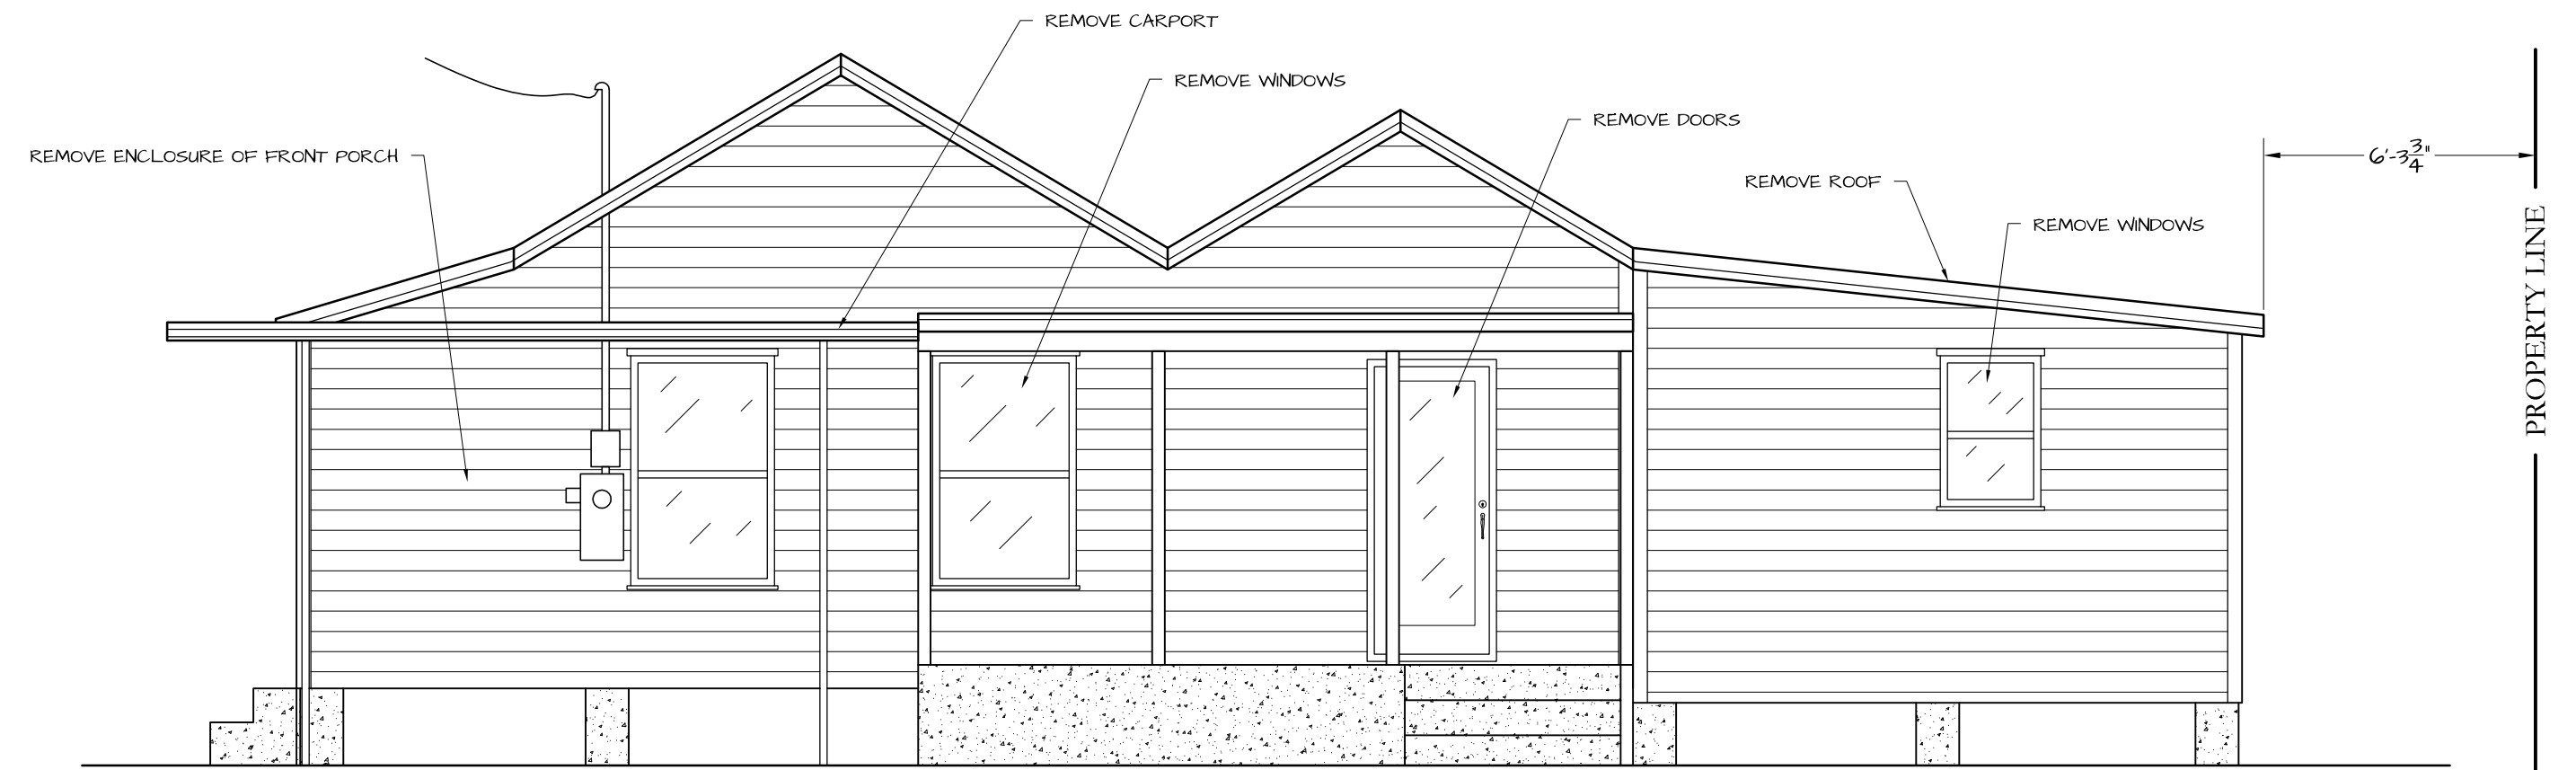 REMOVE CARPORT
REMOVE WINDOWS
REMOVE DOORS
REMOVE ENCLOSURE OF FRONT PORCH
6'-3 3/4"
REMOVE ROOF
REMOVE WINDOWS
PROPERTY LINE